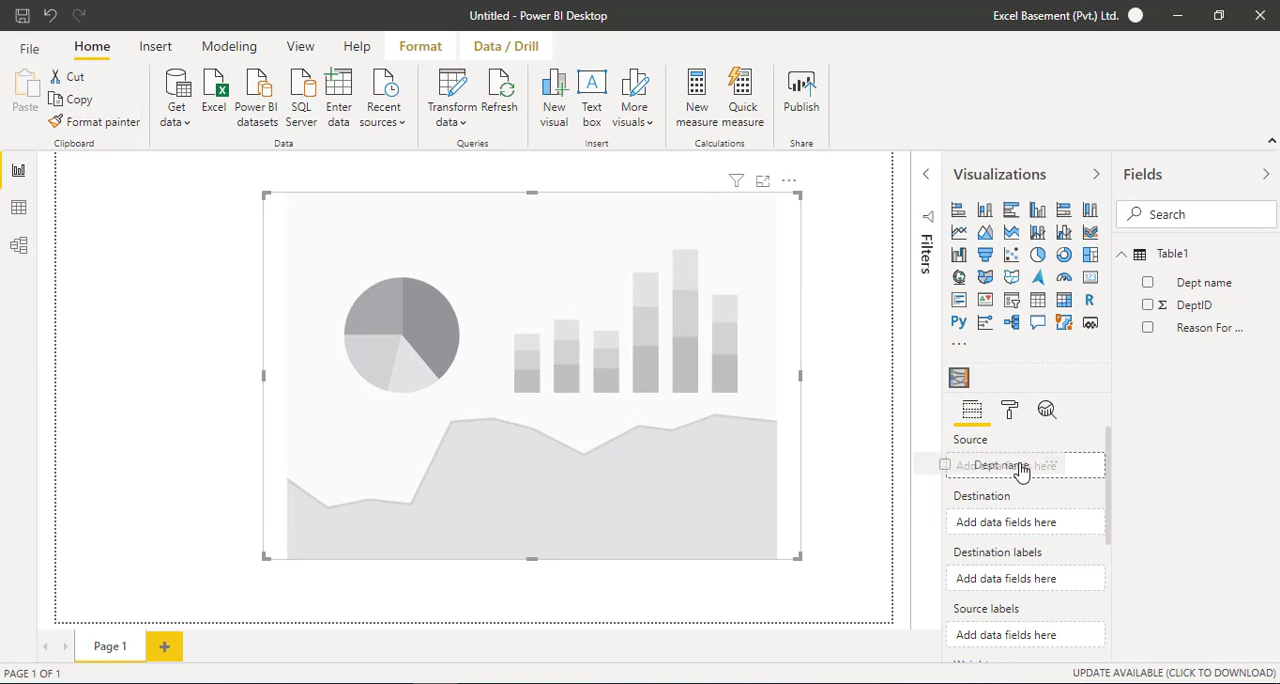 Untitled - Power BI Desktop
Excel Basement (Pvt.) Ltd.
File
Home
Insert
Modeling
View
Help
Format
Data / Drill
Paste
Cut
Copy
Format painter
Clipboard
Get data
Excel
Power BI datasets
SQL Server
Enter data
Recent sources
Data
Transform data
Refresh
Queries
New visual
Text box
More visuals
Insert
New measure
Quick measure
Calculations
Publish
Share
Filters
Visualizations
R
Py
Source
Add data fields here
Dept name
Destination
Add data fields here
Destination labels
Add data fields here
Source labels
Add data fields here
Fields
Search
Table1
Dept name
Σ DeptID
Reason For ...
Page 1
PAGE 1 OF 1
UPDATE AVAILABLE (CLICK TO DOWNLOAD)